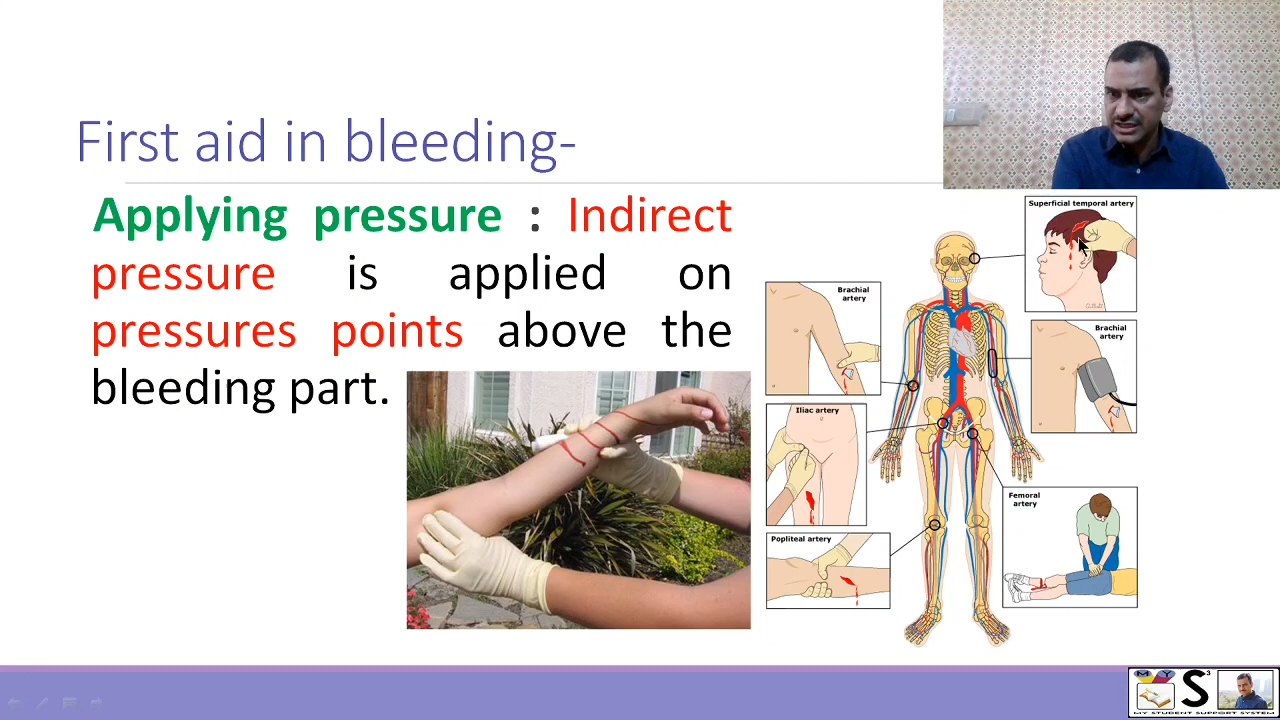 First aid in bleeding-
Applying pressure : Indirect
pressure is applied on
pressures points above the
bleeding part.
Superficial temporal artery
Brachial
artery
Brachial
artery
Iliac artery
Femoral
artery
Popliteal artery
M Y
S3
MY STUDENT SUPPORT SYSTEM